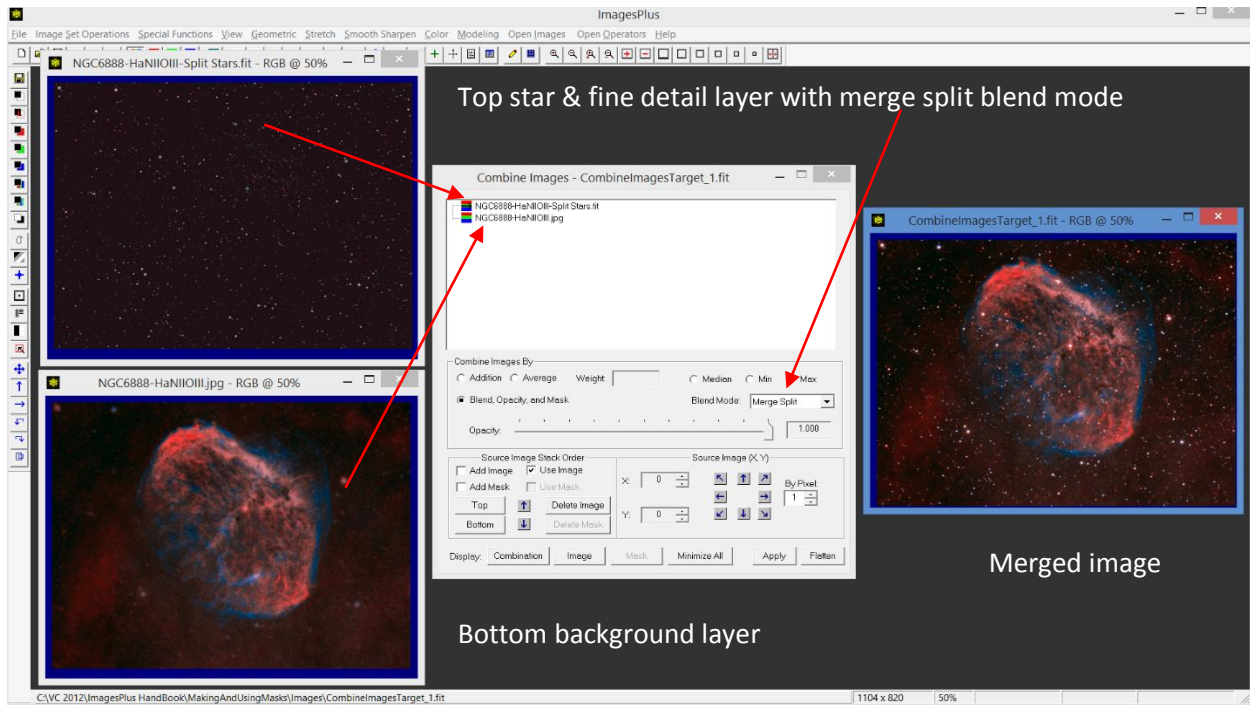 ImagesPlus
File Image Set Operations Special Functions View Geometric Stretch Smooth Sharpen Color Modeling Open Images Open Operators Help
NGC6888-HaNIIOIII-Split Stars.fit - RGB @ 50%
Top star & fine detail layer with merge split blend mode
Combine Images - CombineImagesTarget_1.fit
NGC6888-HaNIIOIII-Split Stars.fit
NGC6888-HaNIIOIII.jpg
CombineImagesTarget_1.fit - RGB @ 50%
Combine Images By
Addition Average Weight Median Min Max
Blend, Opacity, and Mask Blend Mode: Merge Split
Opacity: 1.000
NGC6888-HaNIIOIII.jpg - RGB @ 50%
Source Image Stack Order Source Image (X,Y)
Add Image Use Image
Add Mask Use Mask
X: 0 By Pixel:
1
Top Delete Image
Y: 0
Bottom Delete Mask
Display: Combination Image Mask Minimize All Apply Flatten
Merged image
Bottom background layer
C:\VC 2012\ImagesPlus HandBook\MakingAndUsingMasks\Images\CombineImagesTarget_1.fit 1104 x 820 50%